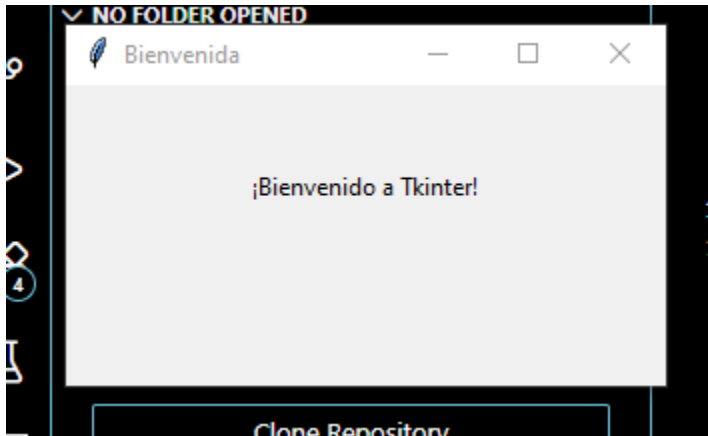 NO FOLDER OPENED
Bienvenida
¡Bienvenido a Tkinter!
4
Clone Repository